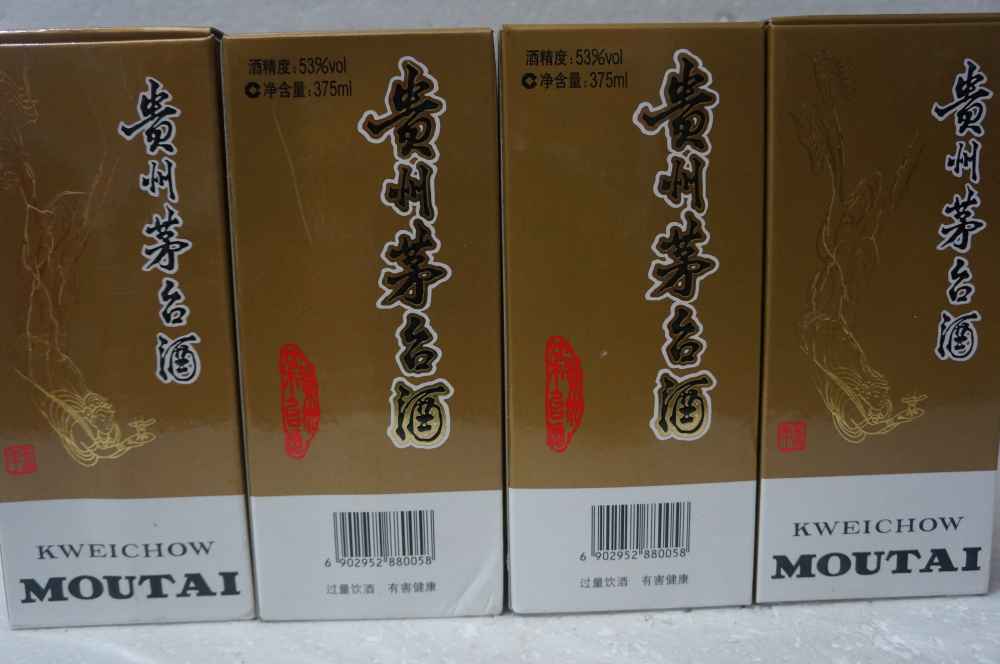 贵州茅台酒
KWEICHOW
MOUTAI
酒精度:53%vol
净含量:375ml
贵州茅台酒
6 902952 880058
过量饮酒 有害健康
酒精度:53%vol
净含量:375ml
贵州茅台酒
6 902952 880058
过量饮酒 有害健康
贵州茅台酒
KWEICHOW
MOUTAI